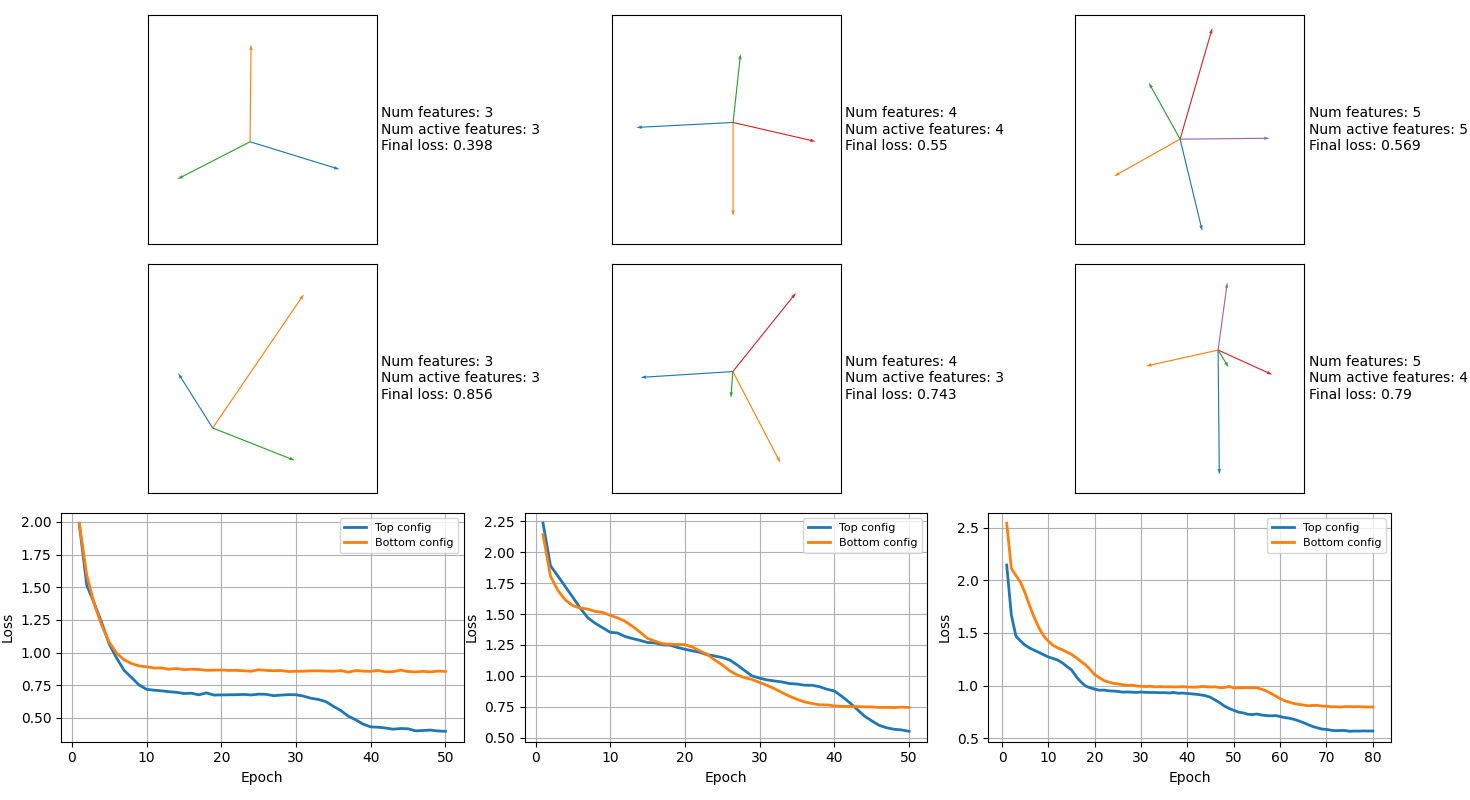 Num features: 3
Num active features: 3
Final loss: 0.398
Num features: 4
Num active features: 4
Final loss: 0.55
Num features: 5
Num active features: 5
Final loss: 0.569
Num features: 3
Num active features: 3
Final loss: 0.856
Num features: 4
Num active features: 3
Final loss: 0.743
Num features: 5
Num active features: 4
Final loss: 0.79
2.00
1.75
1.50
1.25
1.00
0.75
0.50
Loss
Top config
Bottom config
0 10 20 30 40 50
Epoch
2.25
2.00
1.75
1.50
1.25
1.00
0.75
0.50
Loss
Top config
Bottom config
0 10 20 30 40 50
Epoch
2.5
2.0
1.5
1.0
0.5
Loss
Top config
Bottom config
0 10 20 30 40 50 60 70 80
Epoch